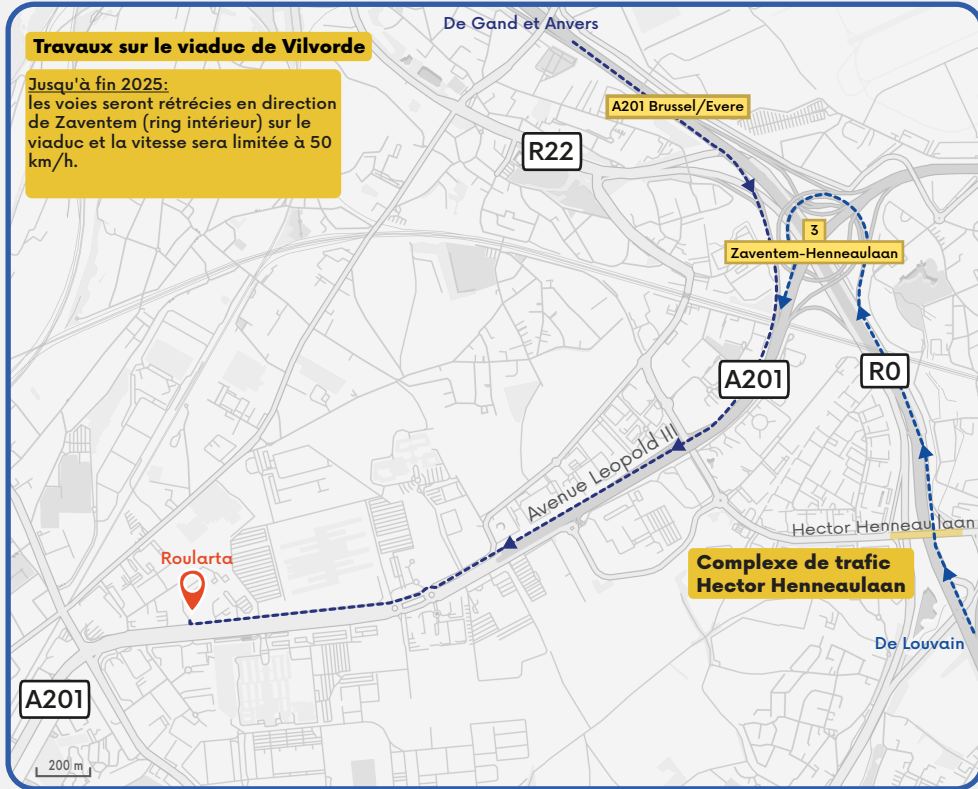 De Gand et Anvers
Travaux sur le viaduc de Vilvorde
Jusqu'à fin 2025:
les voies seront rétrécies en direction
de Zaventem (ring intérieur) sur le
viaduc et la vitesse sera limitée à 50
km/h.
A201 Brussel/Evere
R22
3
Zaventem-Henneaulaan
A201
R0
Avenue Leopold III
Hector Henneaulaan
Roularta
Complexe de trafic
Hector Henneaulaan
De Louvain
A201
200 m